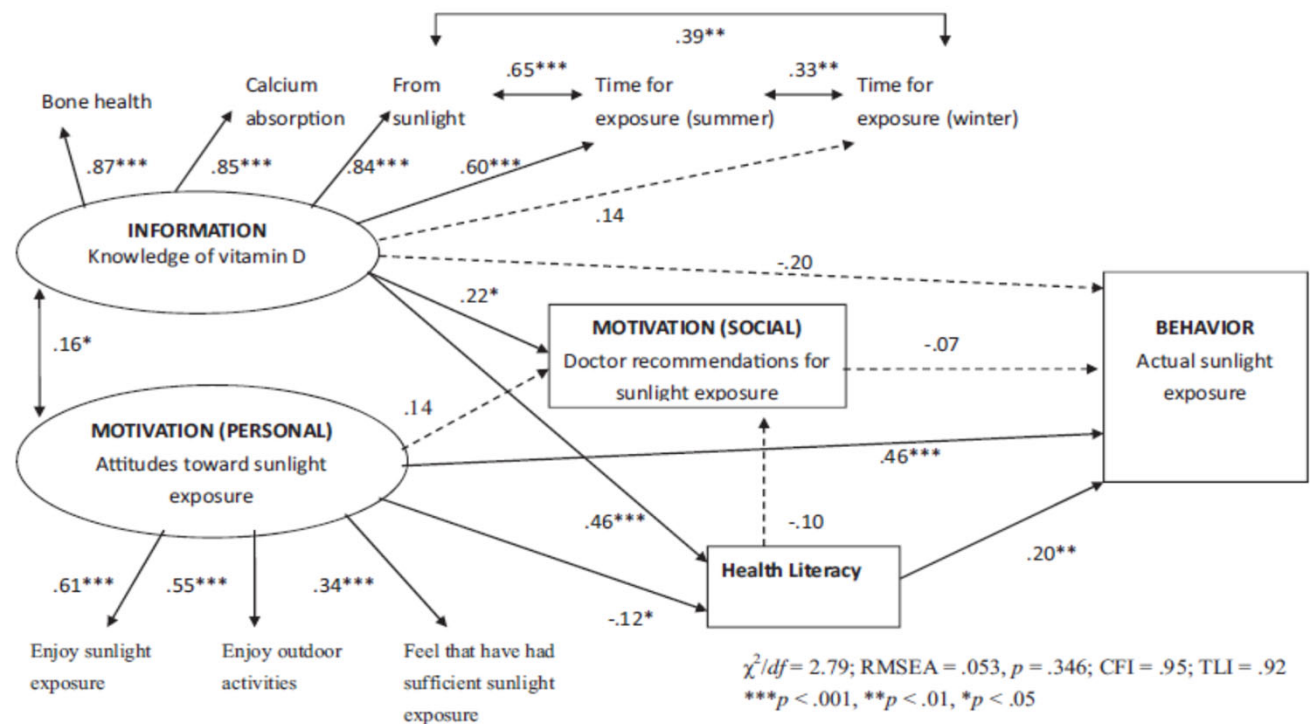 .39**
.65***
.33**
Bone health
Calcium
absorption
From
sunlight
Time for
exposure (summer)
Time for
exposure (winter)
.87***
.85***
.84***
.60***
.14
INFORMATION
Knowledge of vitamin D
-.20
.22*
.16*
MOTIVATION (SOCIAL)
Doctor recommendations for
sunlight exposure
-.07
BEHAVIOR
Actual sunlight
exposure
.14
MOTIVATION (PERSONAL)
Attitudes toward sunlight
exposure
.46***
.46***
-.10
.20**
Health Literacy
-.12*
.61***
.55***
.34***
Enjoy sunlight
exposure
Enjoy outdoor
activities
Feel that have had
sufficient sunlight
exposure
χ²/df = 2.79; RMSEA = .053, p = .346; CFI = .95; TLI = .92
***p < .001, **p < .01, *p < .05